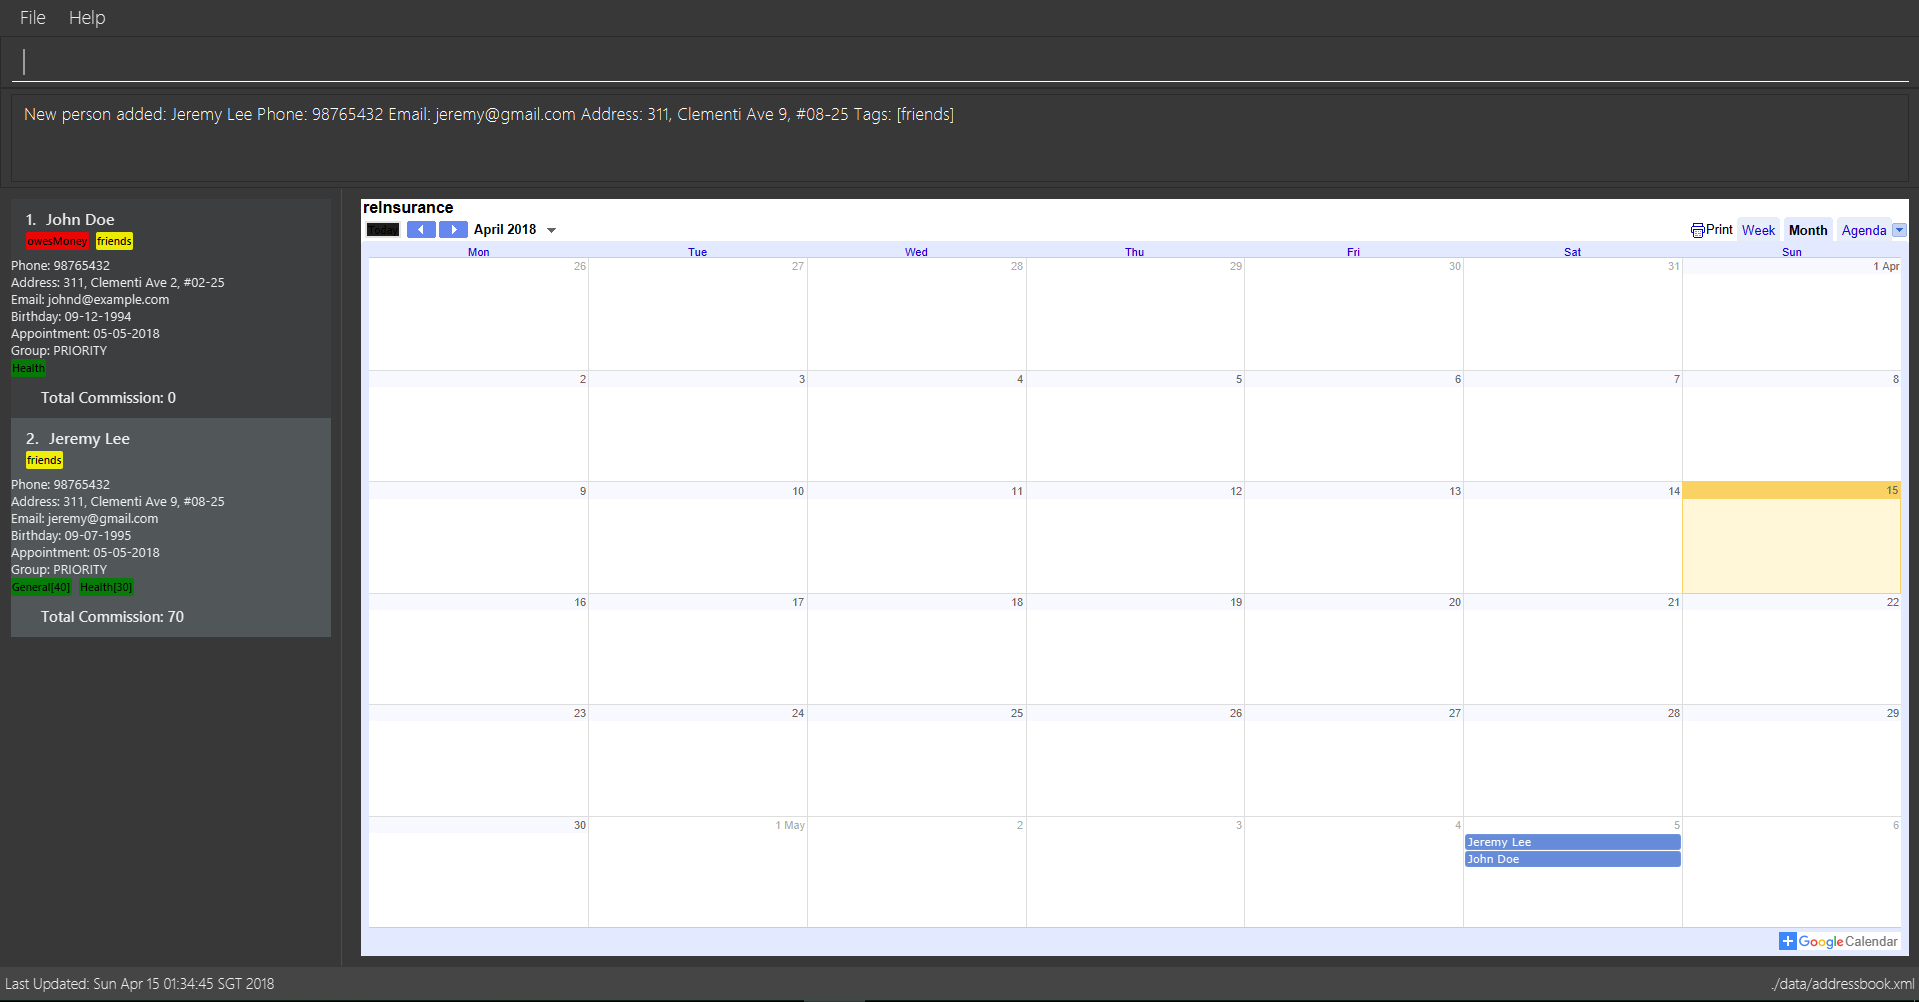 File Help
New person added: Jeremy Lee Phone: 98765432 Email: jeremy@gmail.com Address: 311, Clementi Ave 9, #08-25 Tags: [friends]
1. John Doe
owesMoney friends
Phone: 98765432
Address: 311, Clementi Ave 2, #02-25
Email: johnd@example.com
Birthday: 09-12-1994
Appointment: 05-05-2018
Group: PRIORITY
Health
Total Commission: 0
2. Jeremy Lee
friends
Phone: 98765432
Address: 311, Clementi Ave 9, #08-25
Email: jeremy@gmail.com
Birthday: 09-07-1995
Appointment: 05-05-2018
Group: PRIORITY
General[40] Health[30]
Total Commission: 70
reInsurance
Today April 2018 Print Week Month Agenda
Mon Tue Wed Thu Fri Sat Sun
26 27 28 29 30 31 1 Apr
2 3 4 5 6 7 8
9 10 11 12 13 14 15
16 17 18 19 20 21 22
23 24 25 26 27 28 29
30 1 May 2 3 4 5 6
Jeremy Lee
John Doe
Google Calendar
Last Updated: Sun Apr 15 01:34:45 SGT 2018 ./data/addressbook.xml